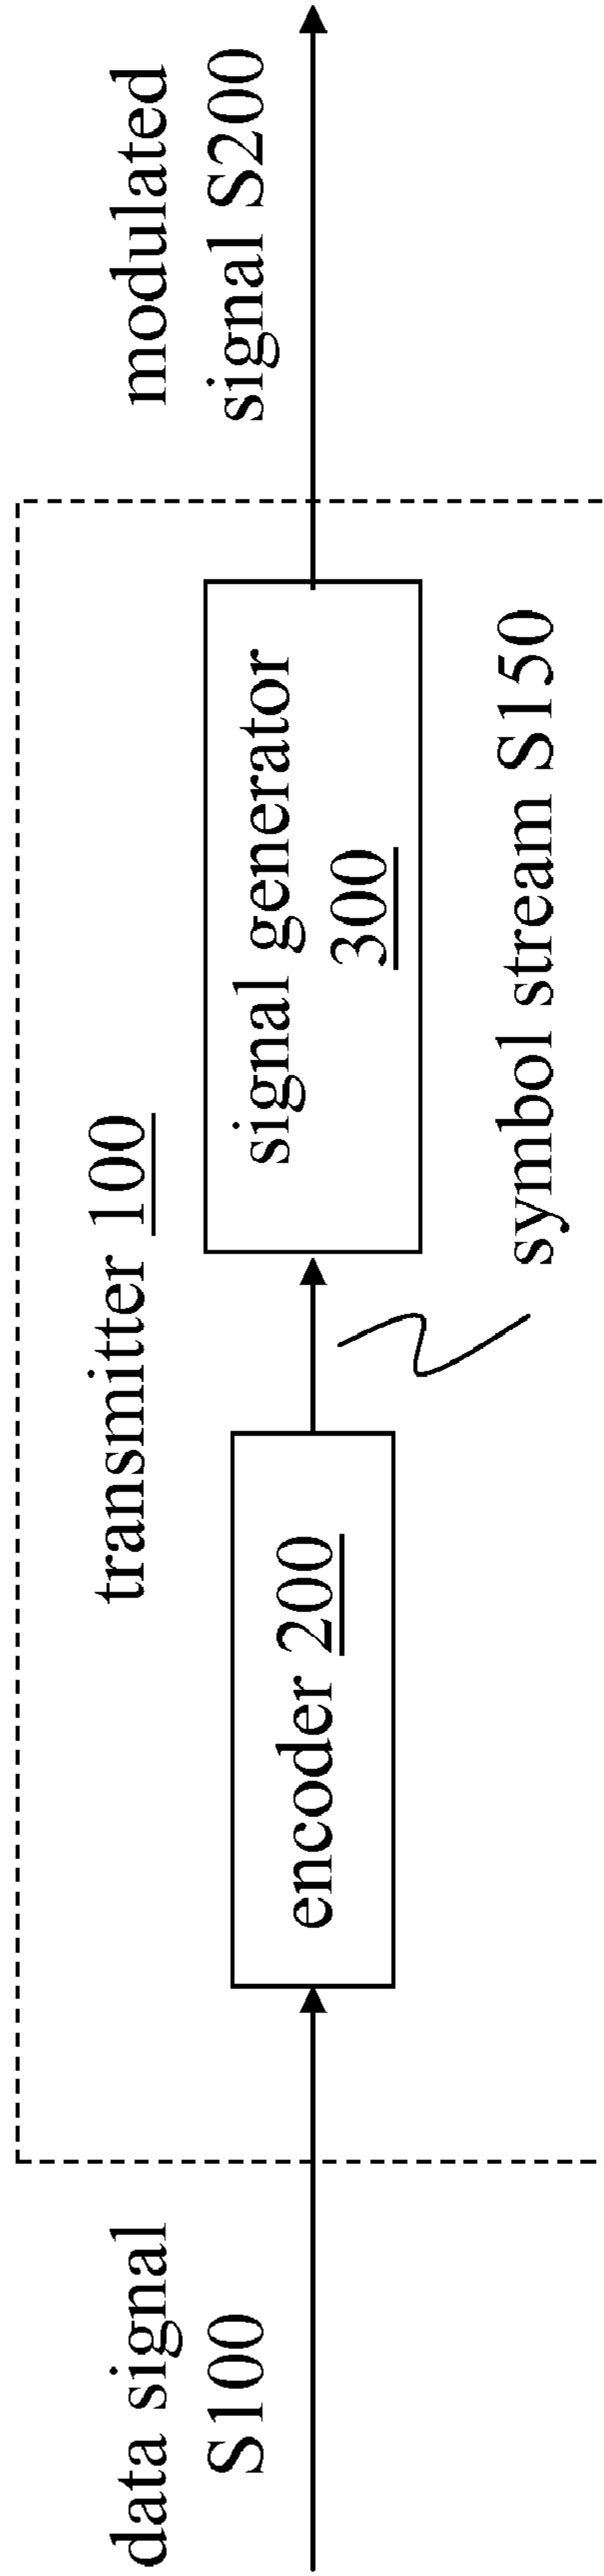 data signal
S100
transmitter 100
encoder 200
symbol stream S150
signal generator
300
modulated
signal S200